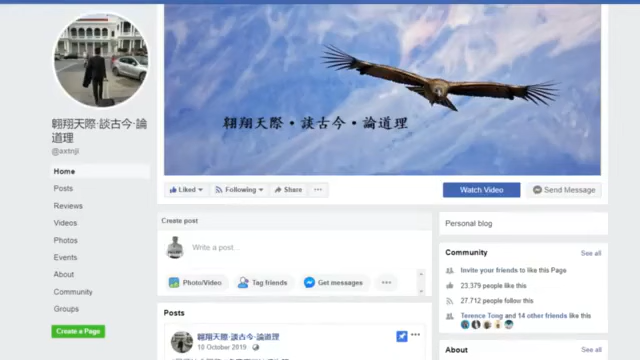 翱翔天際·談古今·論道理
翱翔天際·談古今·論
道理
@axtnji
Home
Posts
Reviews
Videos
Photos
Events
About
Community
Groups
Create a Page
Liked
Following
Share
Watch Video
Send Message
Create post
Write a post...
Photo/Video
Tag friends
Get messages
Posts
翱翔天際·談古今·論道理
10 October 2019
Personal blog
Community
See all
Invite your friends to like this Page
23,379 people like this
27,712 people follow this
Terence Tong and 14 other friends like this
About
See all